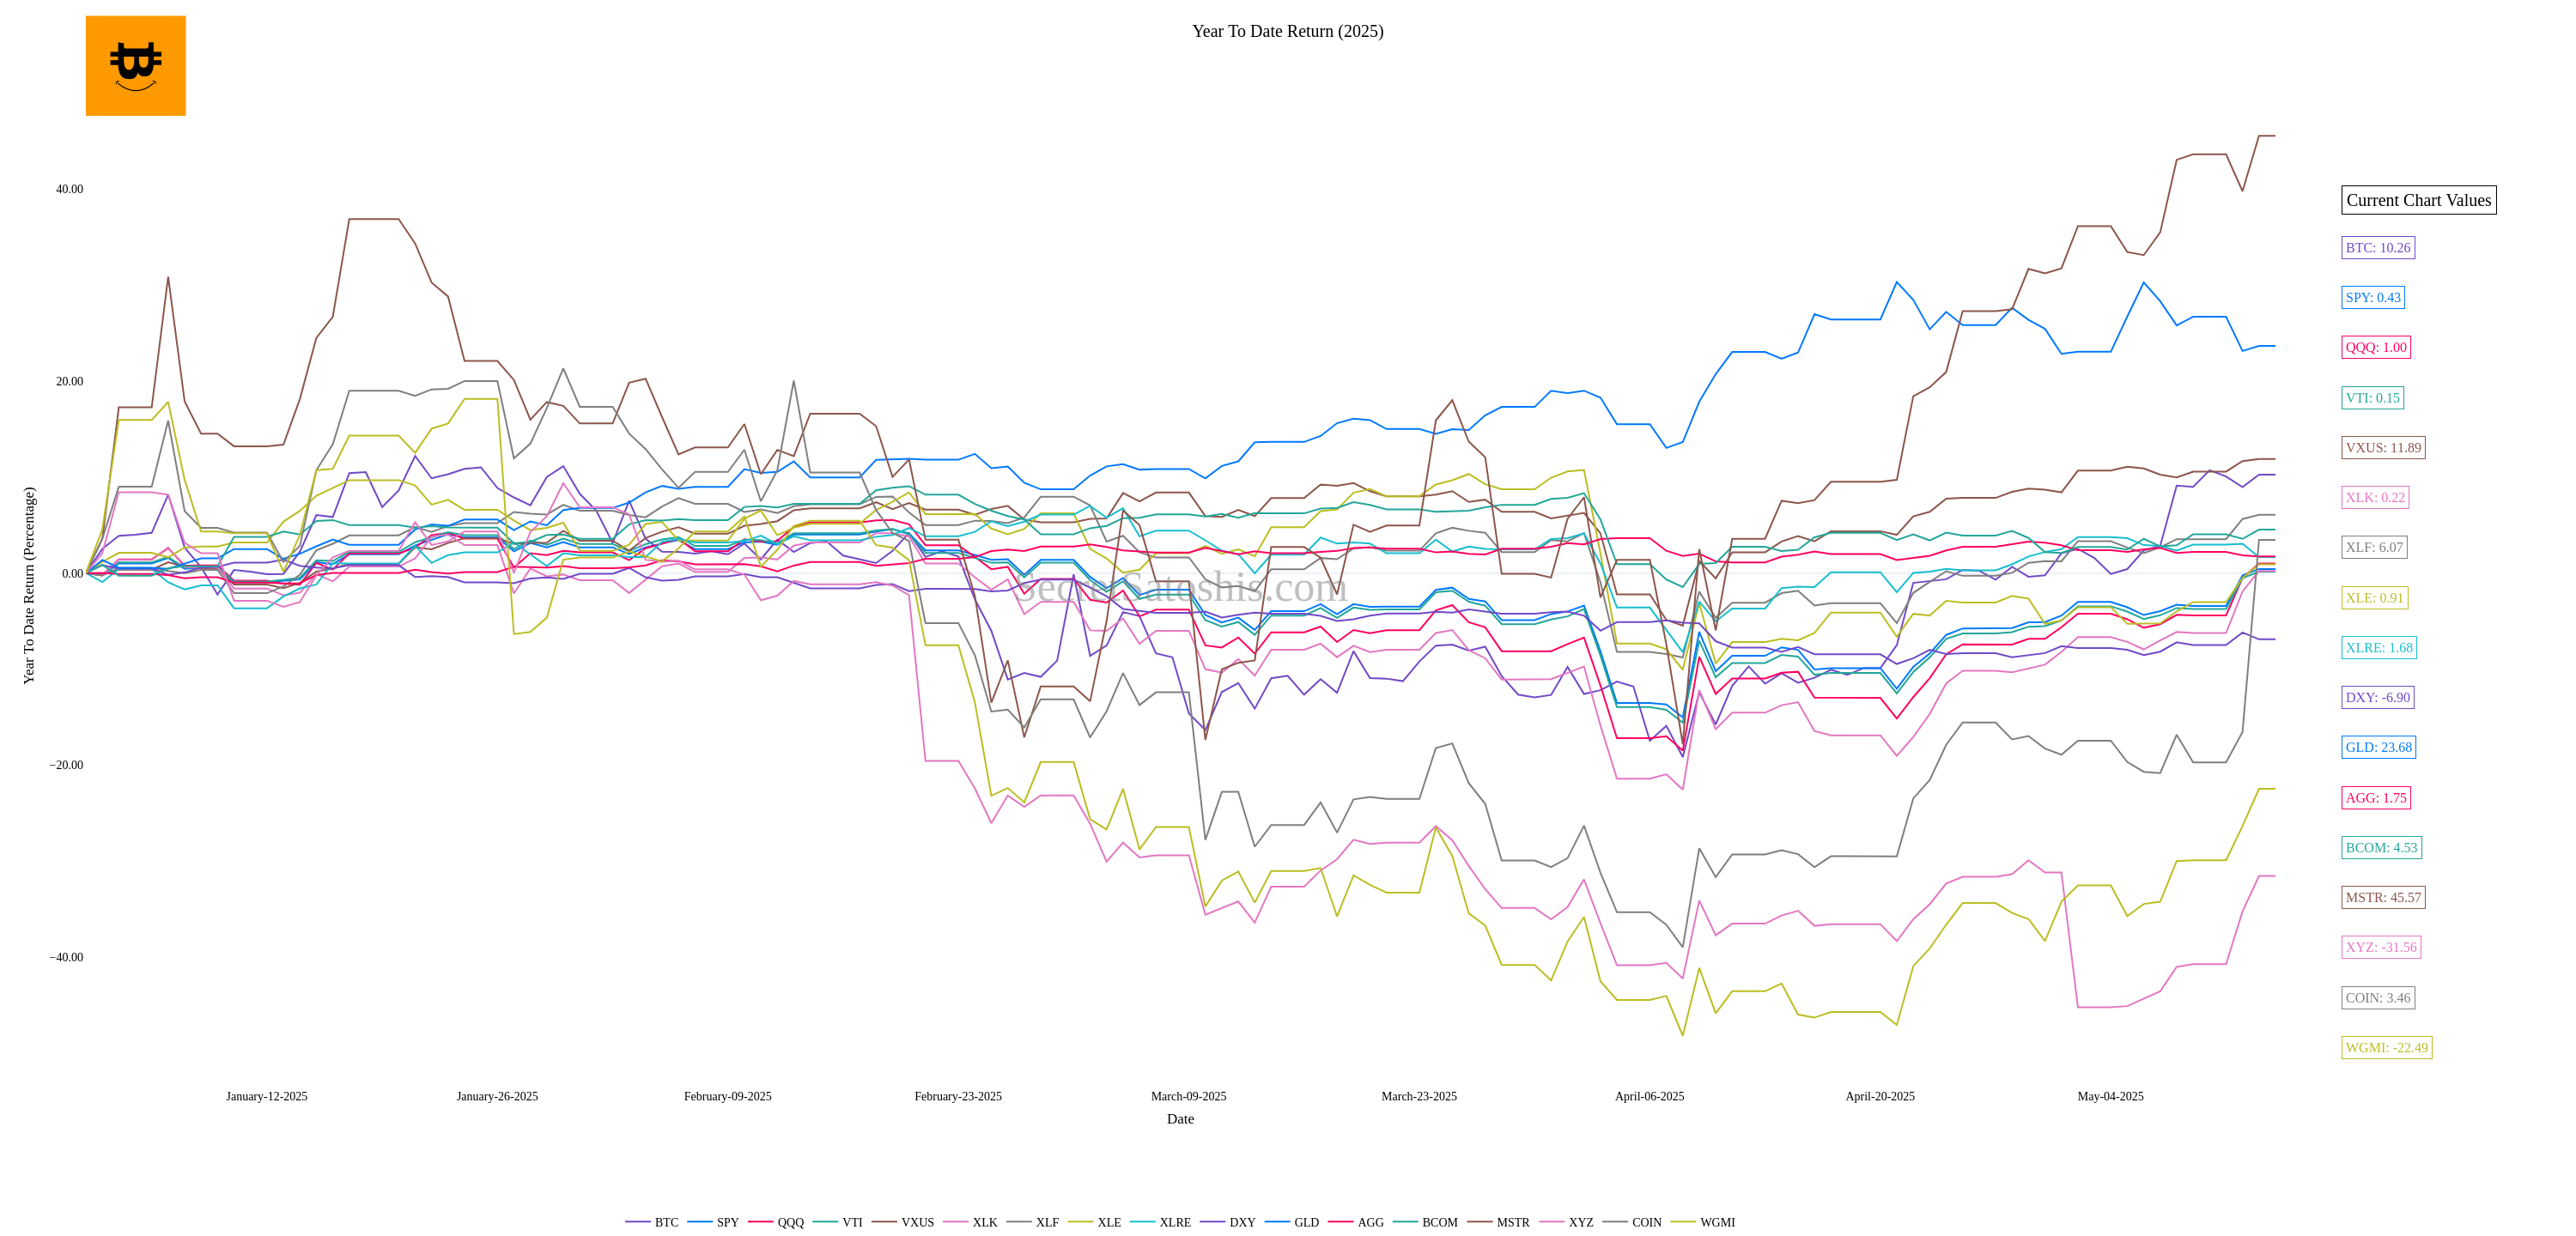 Year To Date Return (2025)
Year To Date Return (Percentage)
40.00
20.00
0.00
−20.00
−40.00
SecretSatoshis.com
January-12-2025
January-26-2025
February-09-2025
February-23-2025
March-09-2025
March-23-2025
April-06-2025
April-20-2025
May-04-2025
Date
Current Chart Values
BTC: 10.26
SPY: 0.43
QQQ: 1.00
VTI: 0.15
VXUS: 11.89
XLK: 0.22
XLF: 6.07
XLE: 0.91
XLRE: 1.68
DXY: -6.90
GLD: 23.68
AGG: 1.75
BCOM: 4.53
MSTR: 45.57
XYZ: -31.56
COIN: 3.46
WGMI: -22.49
BTC SPY QQQ VTI VXUS XLK XLF XLE XLRE DXY GLD AGG BCOM MSTR XYZ COIN WGMI